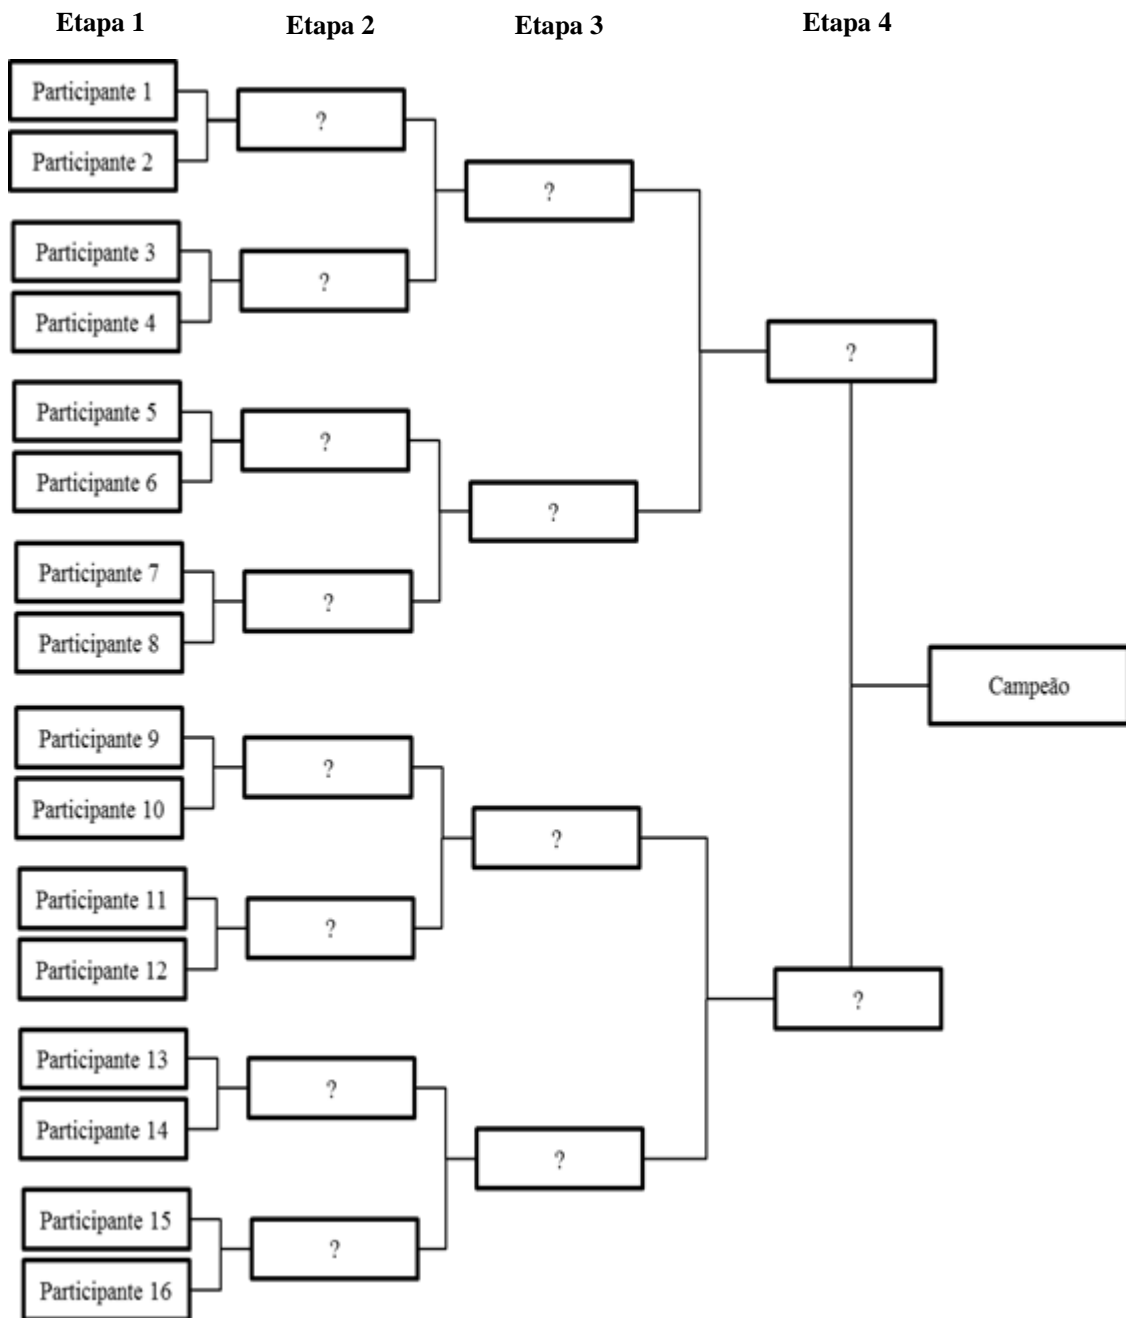 Etapa 1 Etapa 2 Etapa 3 Etapa 4
Participante 1
?
Participante 2
?
Participante 3
?
Participante 4
?
Participante 5
?
Participante 6
?
Participante 7
?
Participante 8
Campeão
Participante 9
?
Participante 10
?
Participante 11
?
Participante 12
?
Participante 13
?
Participante 14
?
Participante 15
?
Participante 16